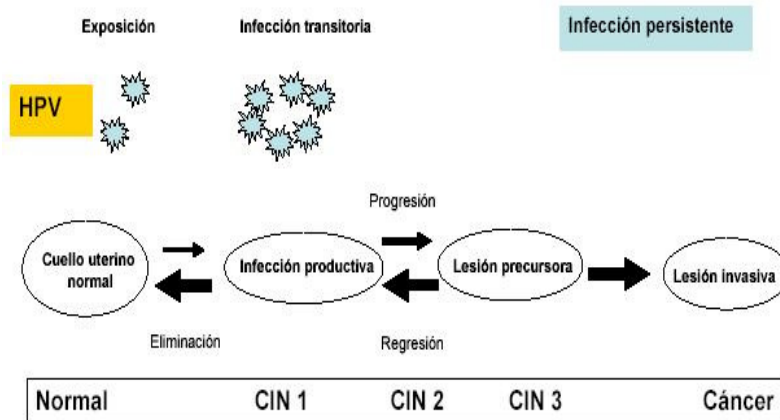 Exposición
Infección transitoria
Infección persistente
HPV
Progresión
Cuello uterino
normal
Infección productiva
Lesión precursora
Lesión invasiva
Eliminación
Regresión
Normal
CIN 1
CIN 2
CIN 3
Cáncer